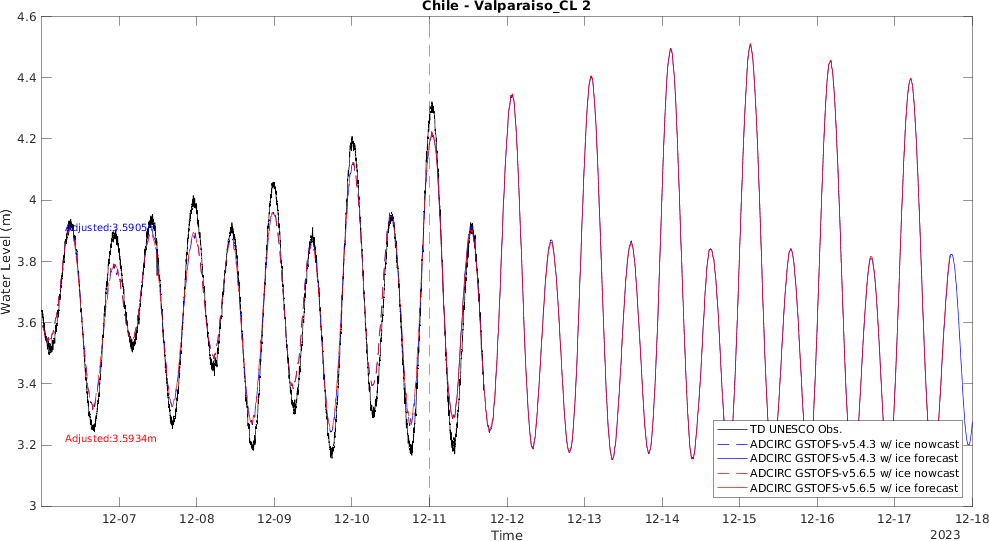 Chile - Valparaiso_CL 2
4.6
4.4
4.2
4
3.8
3.6
3.4
3.2
3
Water Level (m)
Adjusted:3.5905m
Adjusted:3.5934m
TD UNESCO Obs.
ADCIRC GSTOFS-v5.4.3 w/ ice nowcast
ADCIRC GSTOFS-v5.4.3 w/ ice forecast
ADCIRC GSTOFS-v5.6.5 w/ ice nowcast
ADCIRC GSTOFS-v5.6.5 w/ ice forecast
12-07 12-08 12-09 12-10 12-11 12-12 12-13 12-14 12-15 12-16 12-17 12-18
Time
2023